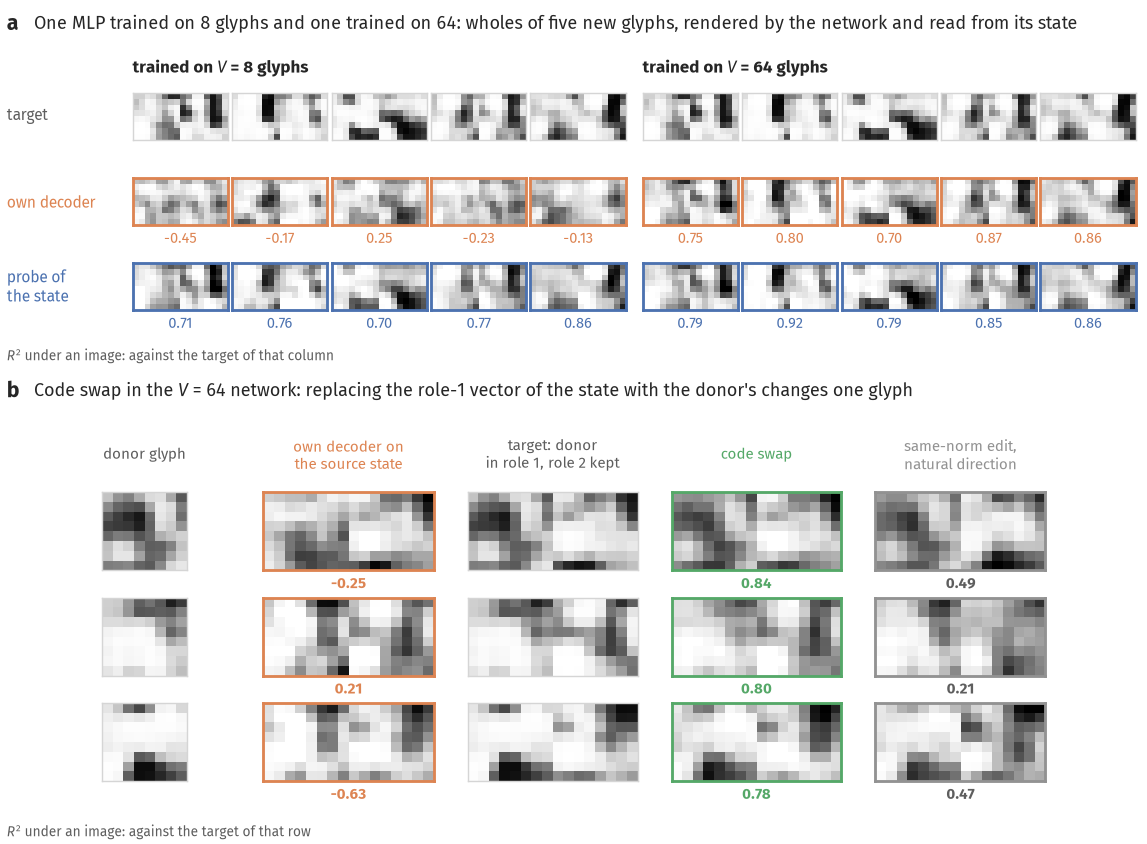 a One MLP trained on 8 glyphs and one trained on 64: wholes of five new glyphs, rendered by the network and read from its state
trained on V = 8 glyphs
trained on V = 64 glyphs
target
own decoder
-0.45 -0.17 0.25 -0.23 -0.13 0.75 0.80 0.70 0.87 0.86
probe of
the state
0.71 0.76 0.70 0.77 0.86 0.79 0.92 0.79 0.85 0.86
R² under an image: against the target of that column
b Code swap in the V = 64 network: replacing the role-1 vector of the state with the donor's changes one glyph
donor glyph
own decoder on
the source state
target: donor
in role 1, role 2 kept
code swap
same-norm edit,
natural direction
-0.25 0.84 0.49
0.21 0.80 0.21
-0.63 0.78 0.47
R² under an image: against the target of that row